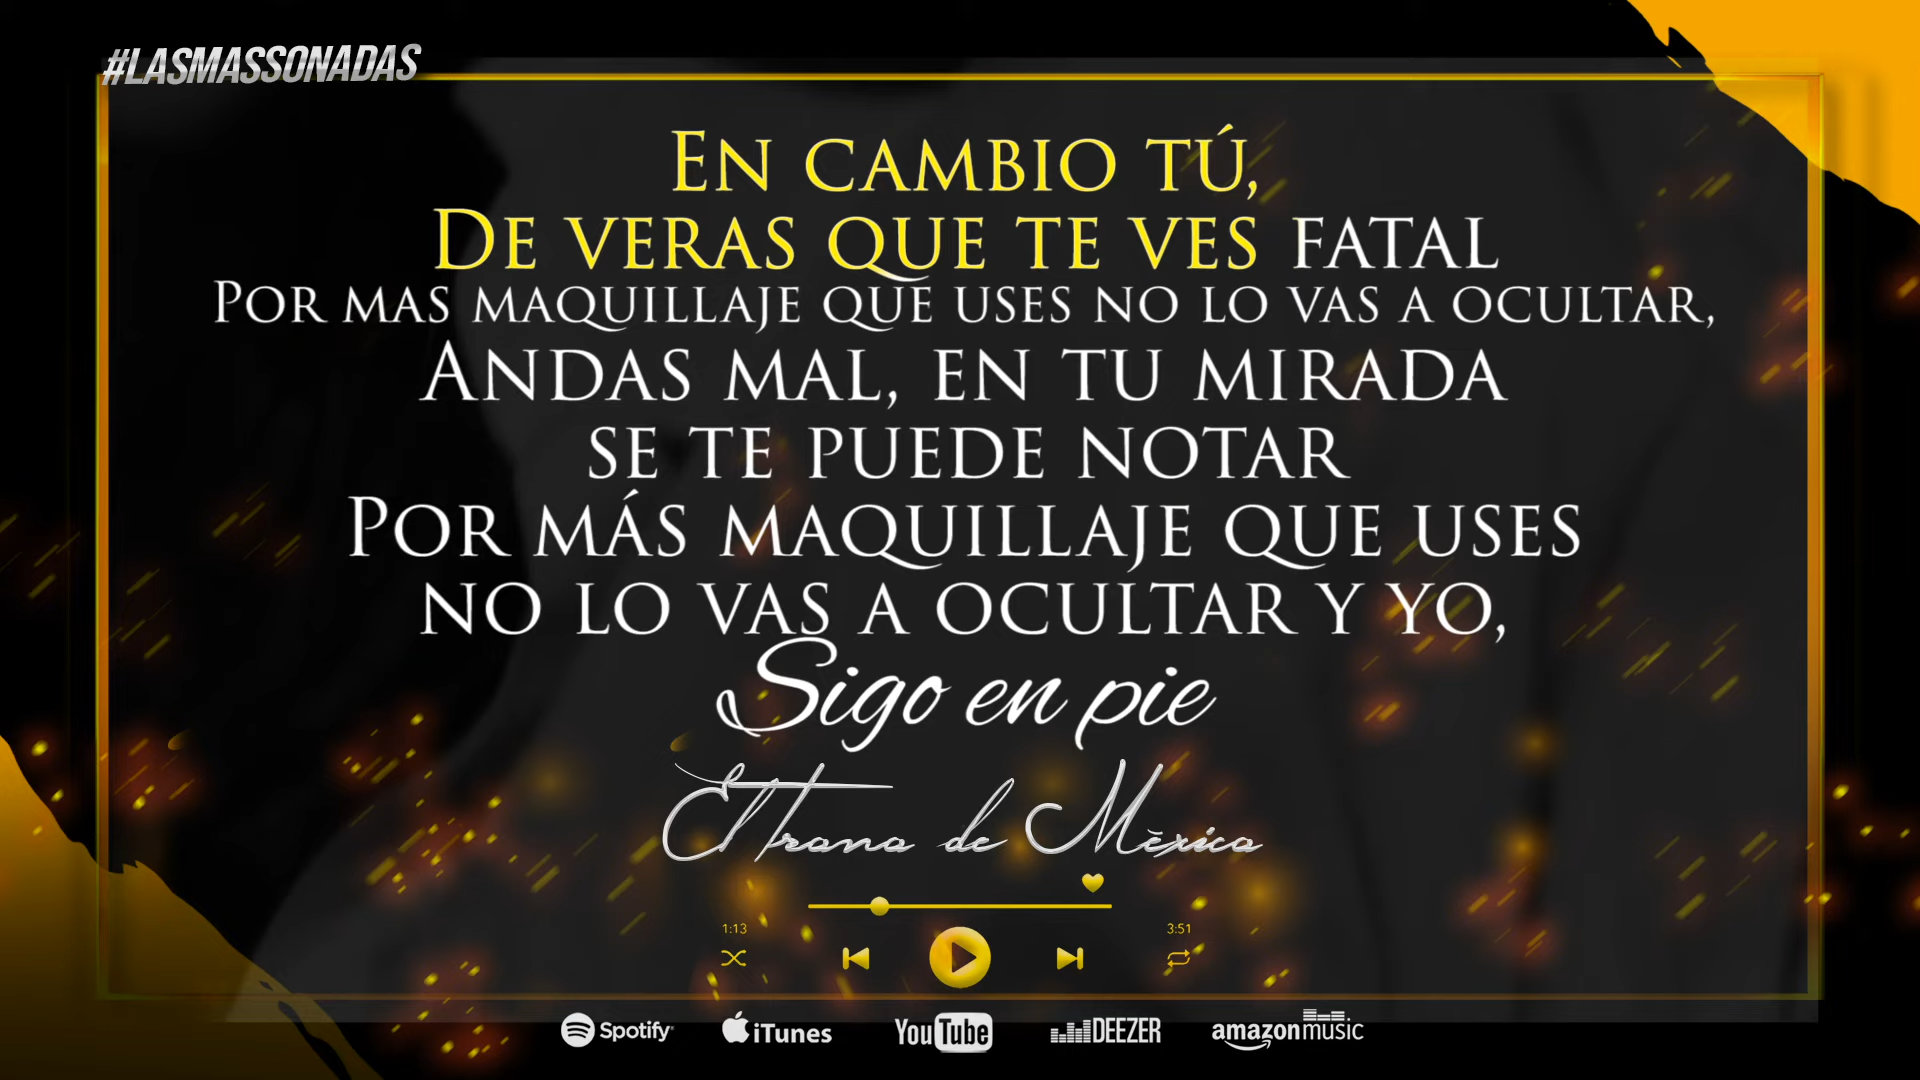 #LASMASSONADAS
EN CAMBIO TÚ,
DE VERAS QUE TE VES FATAL
POR MAS MAQUILLAJE QUE USES NO LO VAS A OCULTAR,
ANDAS MAL, EN TU MIRADA
SE TE PUEDE NOTAR
POR MÁS MAQUILLAJE QUE USES
NO LO VAS A OCULTAR Y YO,
Sigo en pie
El Trono de México
1:13
3:51
Spotify
iTunes
YouTube
DEEZER
amazon music